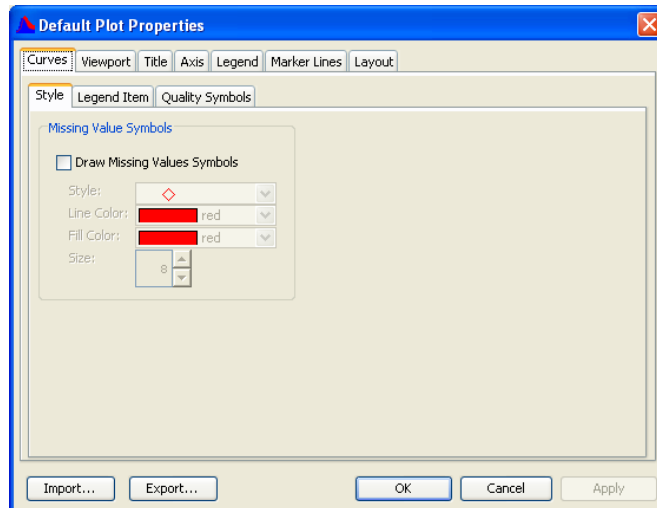 Default Plot Properties
Curves Viewport Title Axis Legend Marker Lines Layout
Style Legend Item Quality Symbols
Missing Value Symbols
Draw Missing Values Symbols
Style:
Line Color: red
Fill Color: red
Size: 8
Import... Export... OK Cancel Apply